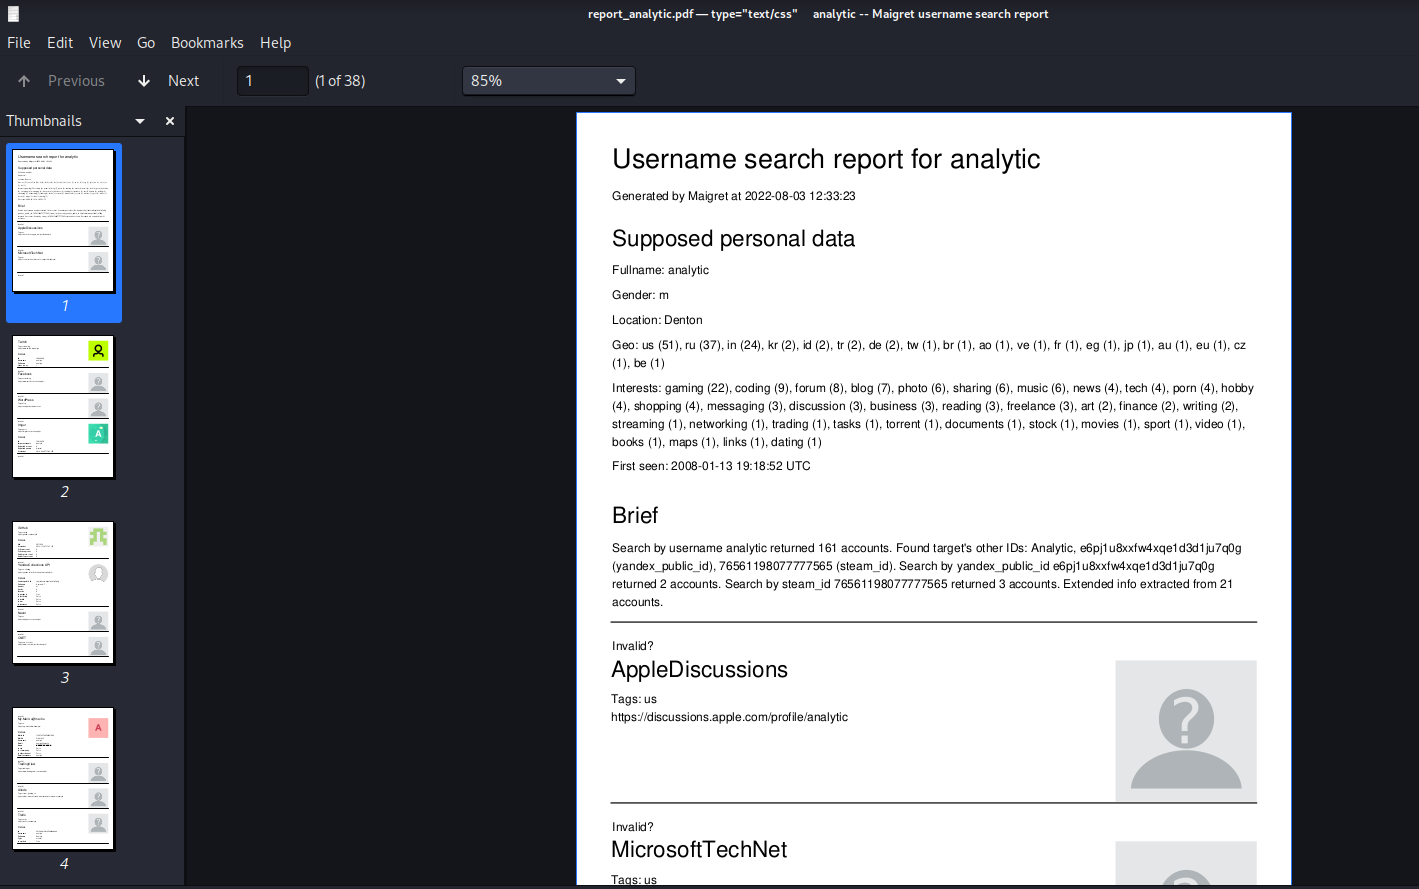 report_analytic.pdf — type="text/css"    analytic -- Maigret username search report
File Edit View Go Bookmarks Help
Previous Next 1 (1 of 38) 85%
Thumbnails
1
2
3
4
Username search report for analytic
Generated by Maigret at 2022-08-03 12:33:23
Supposed personal data
Fullname: analytic
Gender: m
Location: Denton
Geo: us (51), ru (37), in (24), kr (2), id (2), tr (2), de (2), tw (1), br (1), ao (1), ve (1), fr (1), eg (1), jp (1), au (1), eu (1), cz
(1), be (1)
Interests: gaming (22), coding (9), forum (8), blog (7), photo (6), sharing (6), music (6), news (4), tech (4), porn (4), hobby
(4), shopping (4), messaging (3), discussion (3), business (3), reading (3), freelance (3), art (2), finance (2), writing (2),
streaming (1), networking (1), trading (1), tasks (1), torrent (1), documents (1), stock (1), movies (1), sport (1), video (1),
books (1), maps (1), links (1), dating (1)
First seen: 2008-01-13 19:18:52 UTC
Brief
Search by username analytic returned 161 accounts. Found target's other IDs: Analytic, e6pj1u8xxfw4xqe1d3d1ju7q0g
(yandex_public_id), 76561198077777565 (steam_id). Search by yandex_public_id e6pj1u8xxfw4xqe1d3d1ju7q0g
returned 2 accounts. Search by steam_id 76561198077777565 returned 3 accounts. Extended info extracted from 21
accounts.
Invalid?
AppleDiscussions
Tags: us
https://discussions.apple.com/profile/analytic
Invalid?
MicrosoftTechNet
Tags: us